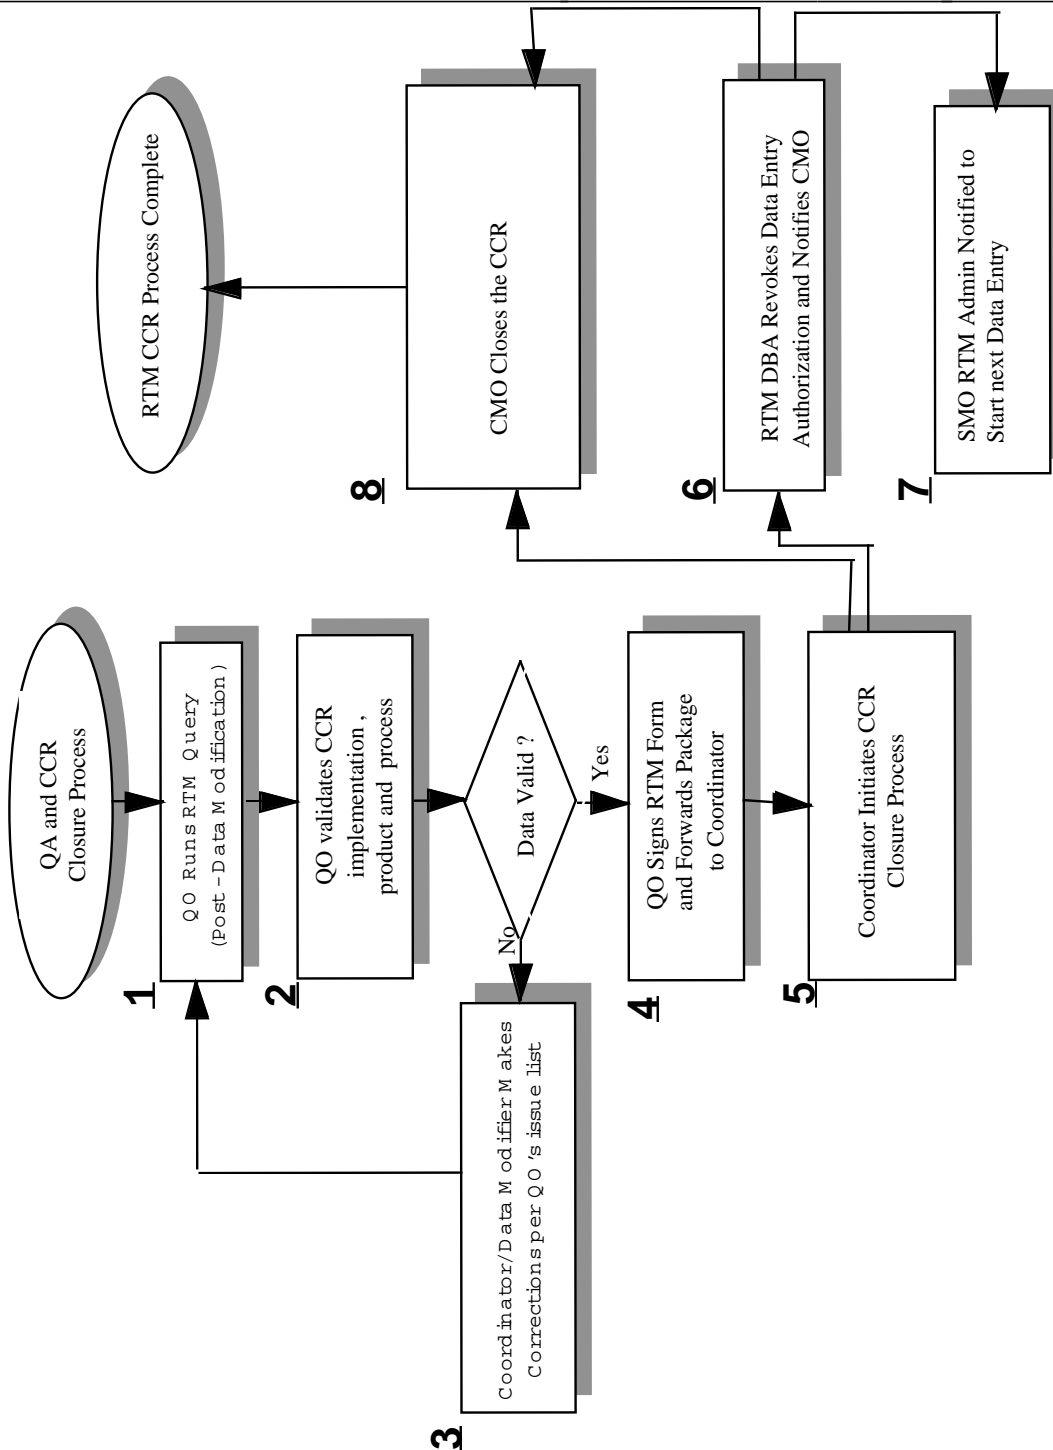 QA and CCR
Closure Process
1
QO Runs RTM Query
(Post-Data Modification)
2
QO validates CCR
implementation ,
product and process
Data Valid ?
No
Yes
3
Coordinator/Data Modifier Makes
Corrections per QO's issue list
4
QO Signs RTM Form
and Forwards Package
to Coordinator
5
Coordinator Initiates CCR
Closure Process
6
RTM DBA Revokes Data Entry
Authorization and Notifies CMO
7
SMO RTM Admin Notified to
Start next Data Entry
8
CMO Closes the CCR
RTM CCR Process Complete